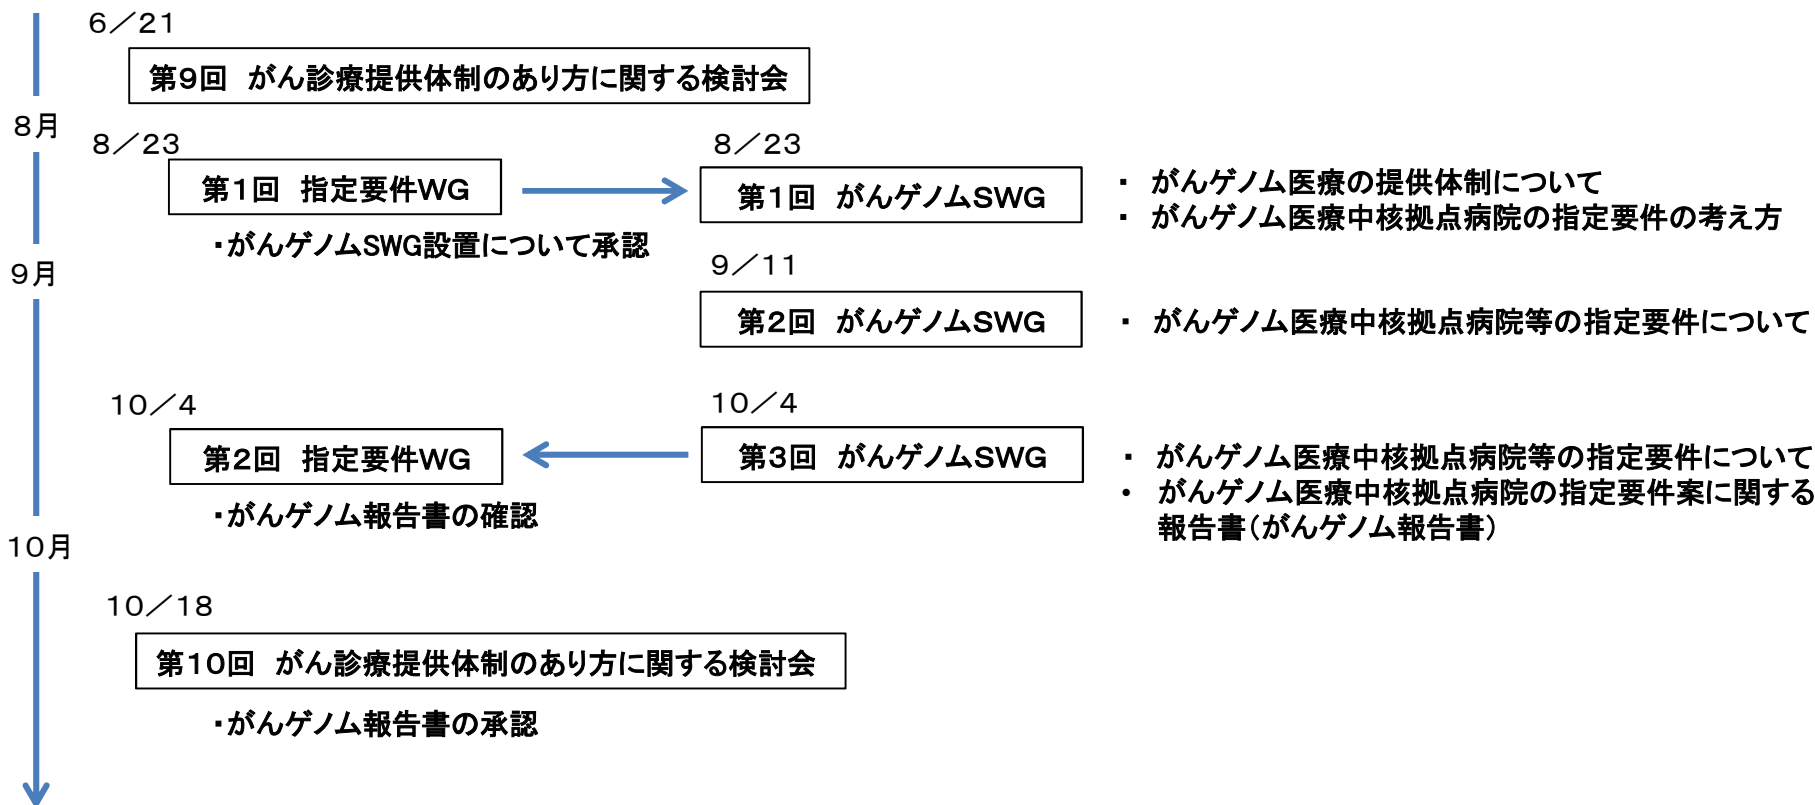 6／21
第9回　がん診療提供体制のあり方に関する検討会
8月
8／23
第1回　指定要件WG
・がんゲノムSWG設置について承認
8／23
第1回　がんゲノムSWG
・　がんゲノム医療の提供体制について
・　がんゲノム医療中核拠点病院の指定要件の考え方
9月
9／11
第2回　がんゲノムSWG
・　がんゲノム医療中核拠点病院等の指定要件について
10／4
第2回　指定要件WG
・がんゲノム報告書の確認
10／4
第3回　がんゲノムSWG
・　がんゲノム医療中核拠点病院等の指定要件について
•　がんゲノム医療中核拠点病院の指定要件案に関する
報告書（がんゲノム報告書）
10月
10／18
第10回　がん診療提供体制のあり方に関する検討会
・がんゲノム報告書の承認